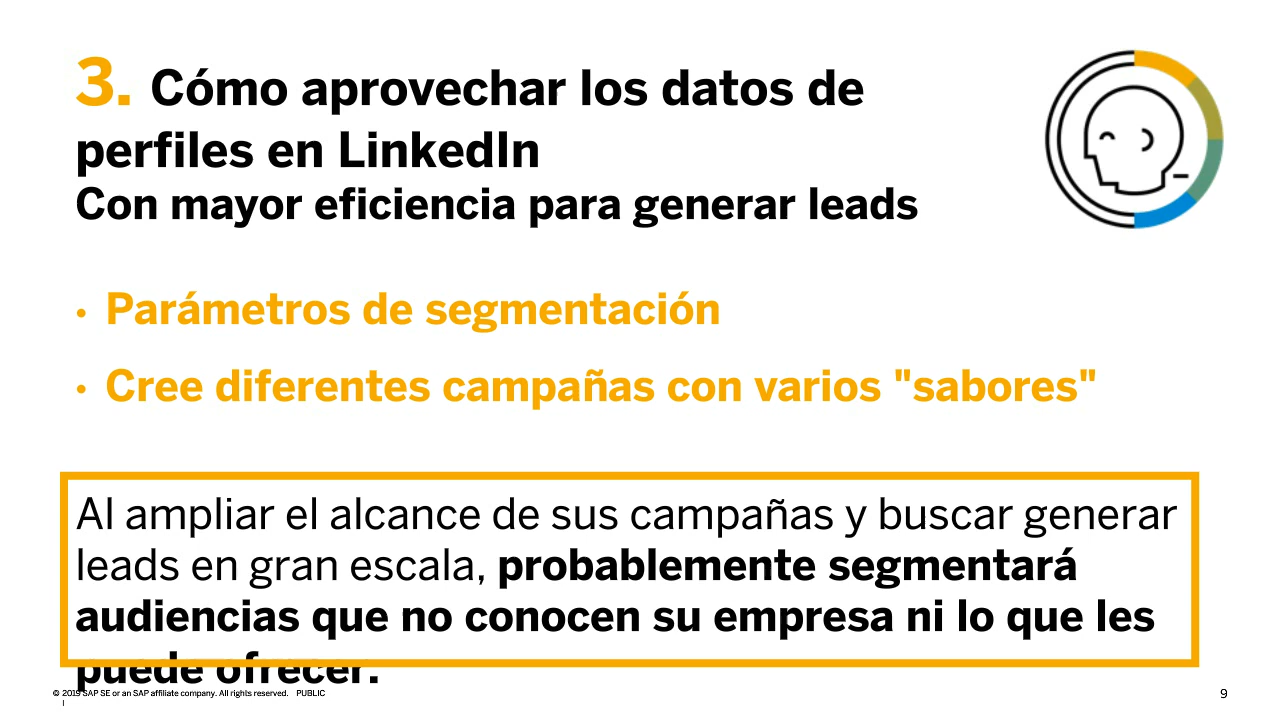 3. Cómo aprovechar los datos de
perfiles en LinkedIn
Con mayor eficiencia para generar leads
• Parámetros de segmentación
• Cree diferentes campañas con varios "sabores"
Al ampliar el alcance de sus campañas y buscar generar
leads en gran escala, probablemente segmentará
audiencias que no conocen su empresa ni lo que les
puede ofrecer.
© 2019 SAP SE or an SAP affiliate company. All rights reserved. PUBLIC
|
9